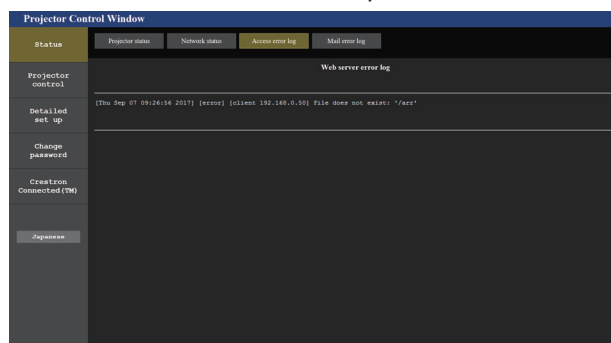 Projector Control Window
Status
Projector status
Network status
Access error log
Mail error log
Web server error log
[Thu Sep 07 09:26:56 2017] [error] [client 192.168.0.50] File does not exist: '/arr'
Projector
control
Detailed
set up
Change
password
Crestron
Connected(TM)
Japanese